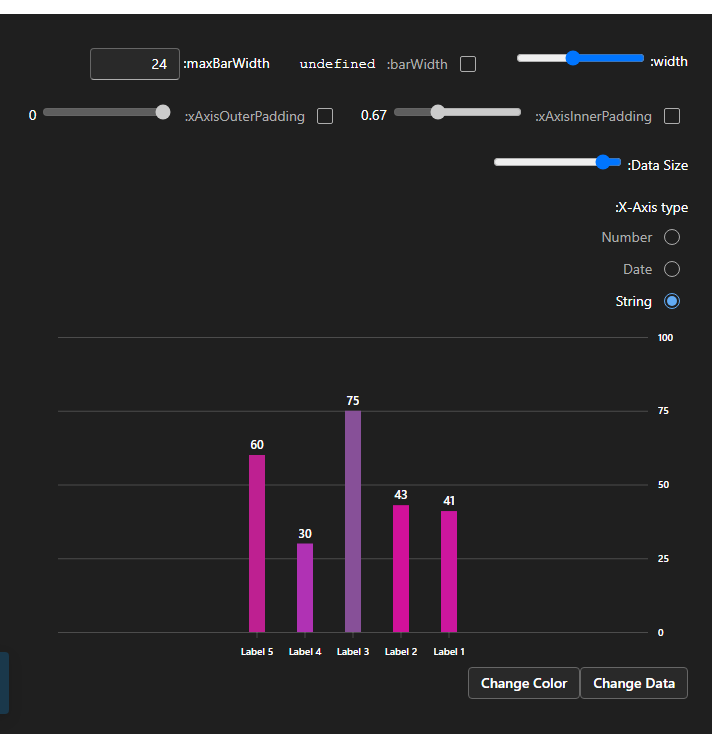 :width
:barWidth undefined
:maxBarWidth 24
:xAxisInnerPadding 0.67
:xAxisOuterPadding 0
:Data Size
:X-Axis type
Number
Date
String
100
75
50
25
0
60 30 75 43 41
Label 5 Label 4 Label 3 Label 2 Label 1
Change Color Change Data